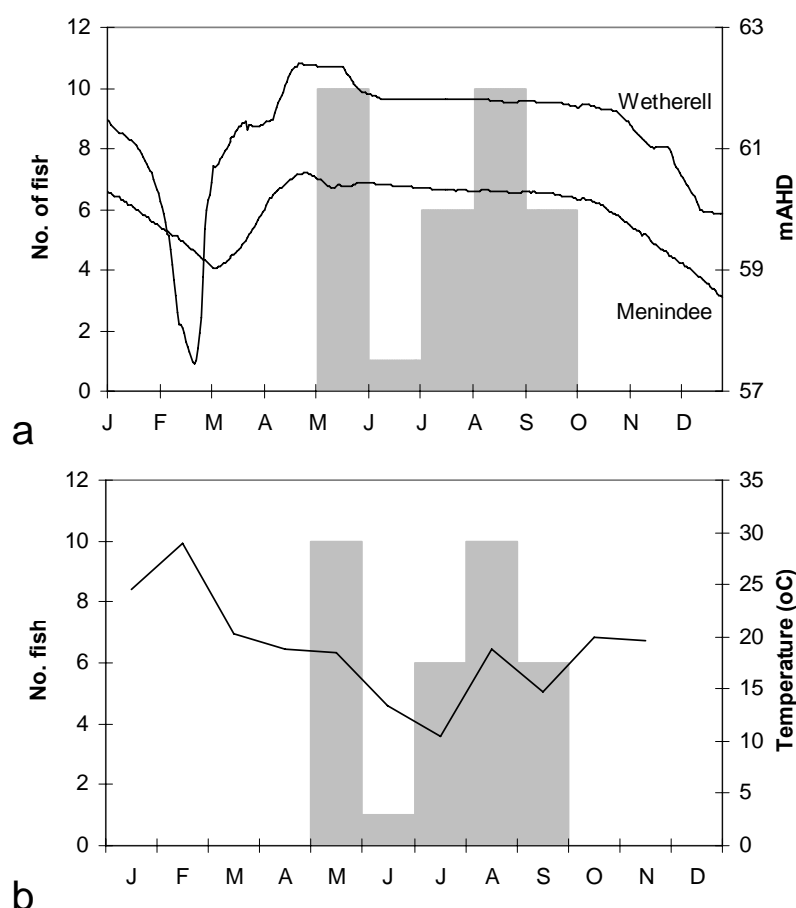 12
10
8
6
4
2
0
No. of fish
63
61
59
57
mAHD
Wetherell
Menindee
J F M A M J J A S O N D
a
12
10
8
6
4
2
0
No. fish
35
30
25
20
15
10
5
0
Temperature (oC)
J F M A M J J A S O N D
b